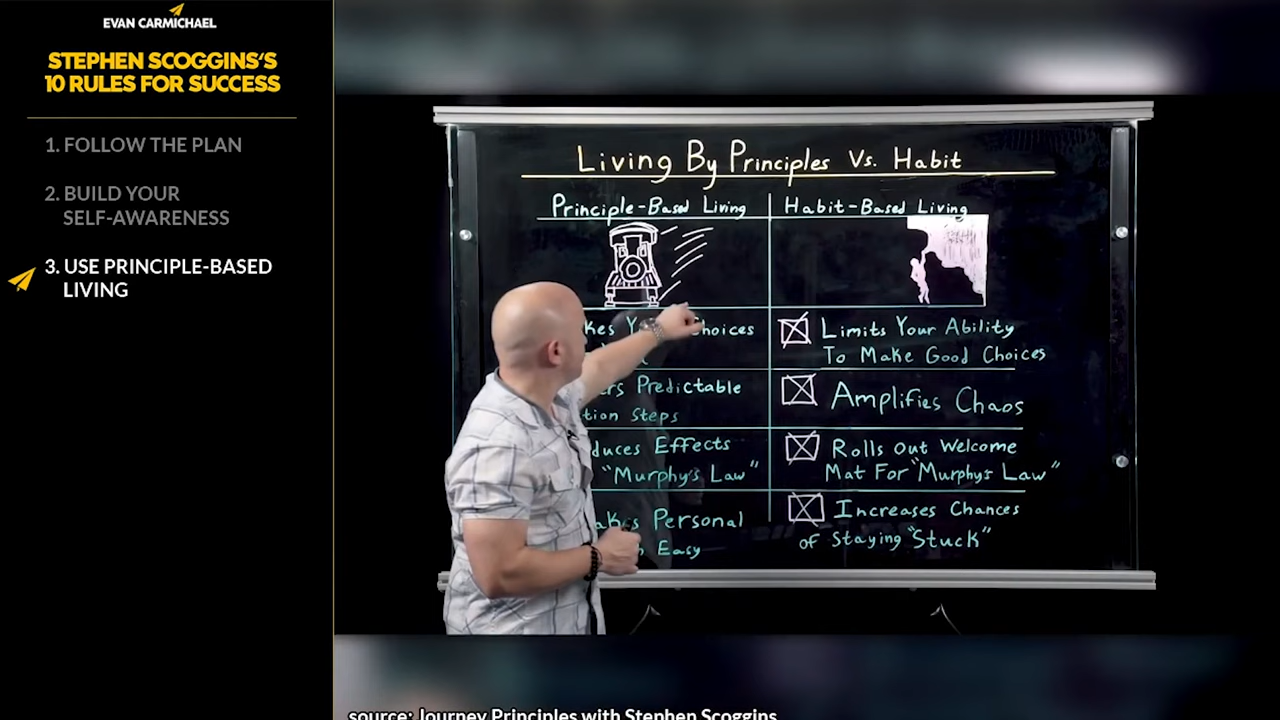 EVAN CARMICHAEL
STEPHEN SCOGGINS'S
10 RULES FOR SUCCESS
1. FOLLOW THE PLAN
2. BUILD YOUR
SELF-AWARENESS
3. USE PRINCIPLE-BASED
LIVING
Living By Principles Vs. Habit
Principle-Based Living
Habit-Based Living
Limits Your Ability
To Make Good Choices
Predictable
Steps
Amplifies Chaos
Effects
"Murphy's Law"
Rolls Out Welcome
Mat For "Murphy's Law"
Personal
Easy
Increases Chances
of Staying "Stuck"
source: Journey Principles with Stephen Scoggins